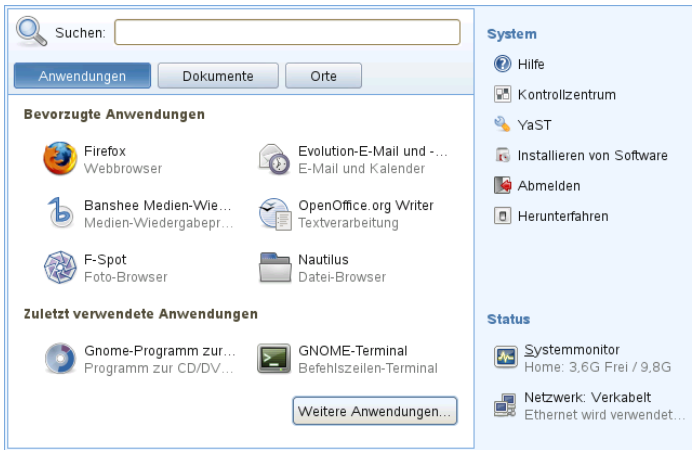 Suchen:
Anwendungen
Dokumente
Orte
Bevorzugte Anwendungen
Firefox
Webbrowser
Evolution-E-Mail und -...
E-Mail und Kalender
Banshee Medien-Wie...
Medien-Wiedergabepr...
OpenOffice.org Writer
Textverarbeitung
F-Spot
Foto-Browser
Nautilus
Datei-Browser
Zuletzt verwendete Anwendungen
Gnome-Programm zur...
Programm zur CD/DV...
GNOME-Terminal
Befehlszeilen-Terminal
Weitere Anwendungen...
System
Hilfe
Kontrollzentrum
YaST
Installieren von Software
Abmelden
Herunterfahren
Status
Systemmonitor
Home: 3,6G Frei / 9,8G
Netzwerk: Verkabelt
Ethernet wird verwendet...